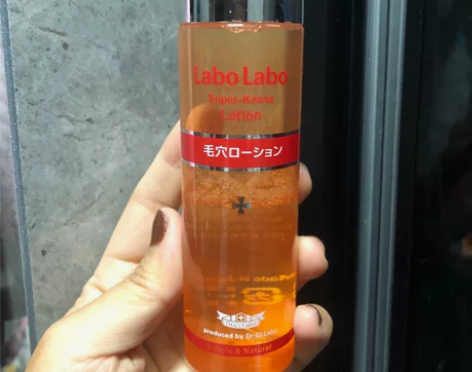 Labo Labo
Super-Keana
Lotion
毛穴ローション
produced by Dr.Ci:Labo